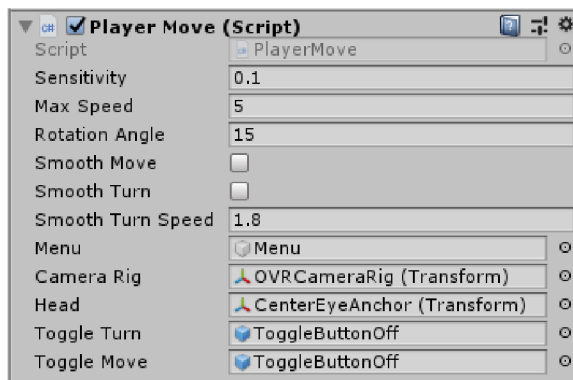 Player Move (Script)
Script PlayerMove
Sensitivity 0.1
Max Speed 5
Rotation Angle 15
Smooth Move
Smooth Turn
Smooth Turn Speed 1.8
Menu Menu
Camera Rig OVRCameraRig (Transform)
Head CenterEyeAnchor (Transform)
Toggle Turn ToggleButtonOff
Toggle Move ToggleButtonOff